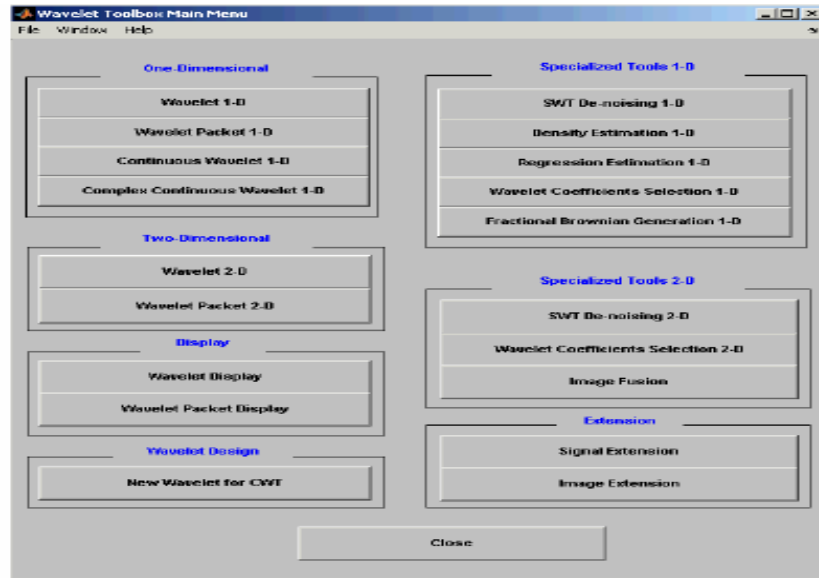 Wavelet Toolbox Main Menu
File Window Help
One-Dimensional
Wavelet 1-D
Wavelet Packet 1-D
Continuous Wavelet 1-D
Complex Continuous Wavelet 1-D
Two-Dimensional
Wavelet 2-D
Wavelet Packet 2-D
Display
Wavelet Display
Wavelet Packet Display
Wavelet Design
New Wavelet for CWT
Specialized Tools 1-D
SWT De-noising 1-D
Density Estimation 1-D
Regression Estimation 1-D
Wavelet Coefficients Selection 1-D
Fractional Brownian Generation 1-D
Specialized Tools 2-D
SWT De-noising 2-D
Wavelet Coefficients Selection 2-D
Image Fusion
Extension
Signal Extension
Image Extension
Close